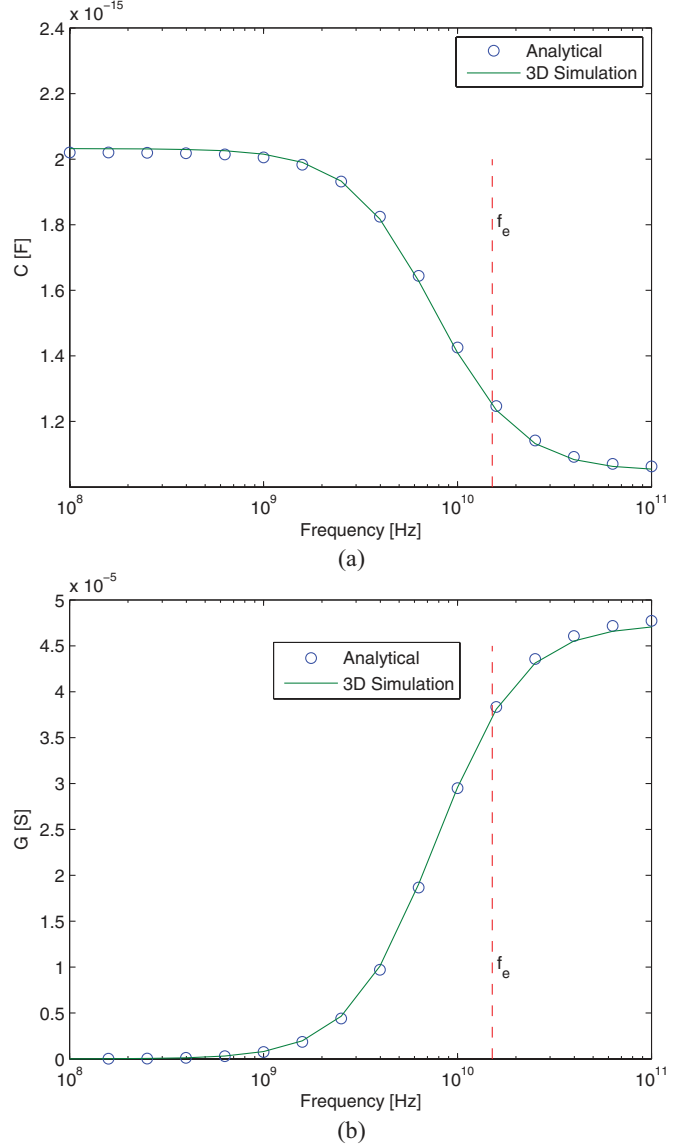 x 10⁻¹⁵
2.4
2.2
2
1.8
1.6
1.4
1.2
C [F]
Analytical
3D Simulation
fₑ
10⁸
10⁹
10¹⁰
10¹¹
Frequency [Hz]
(a)
x 10⁻⁵
5
4.5
4
3.5
3
2.5
2
1.5
1
0.5
0
G [S]
Analytical
3D Simulation
fₑ
10⁸
10⁹
10¹⁰
10¹¹
Frequency [Hz]
(b)